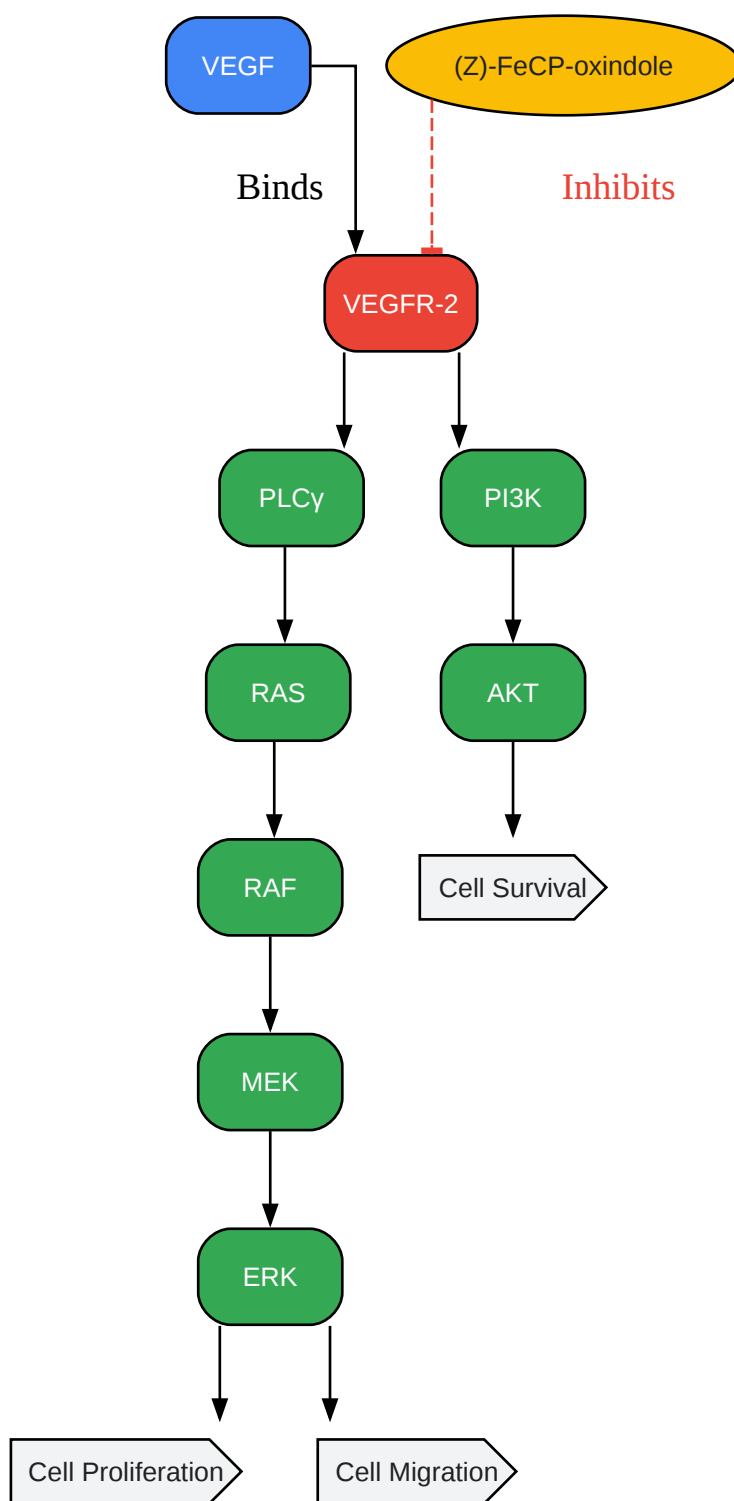 VEGF
(Z)-FeCP-oxindole
Binds
Inhibits
VEGFR-2
PLCγ
PI3K
RAS
AKT
RAF
Cell Survival
MEK
ERK
Cell Proliferation
Cell Migration